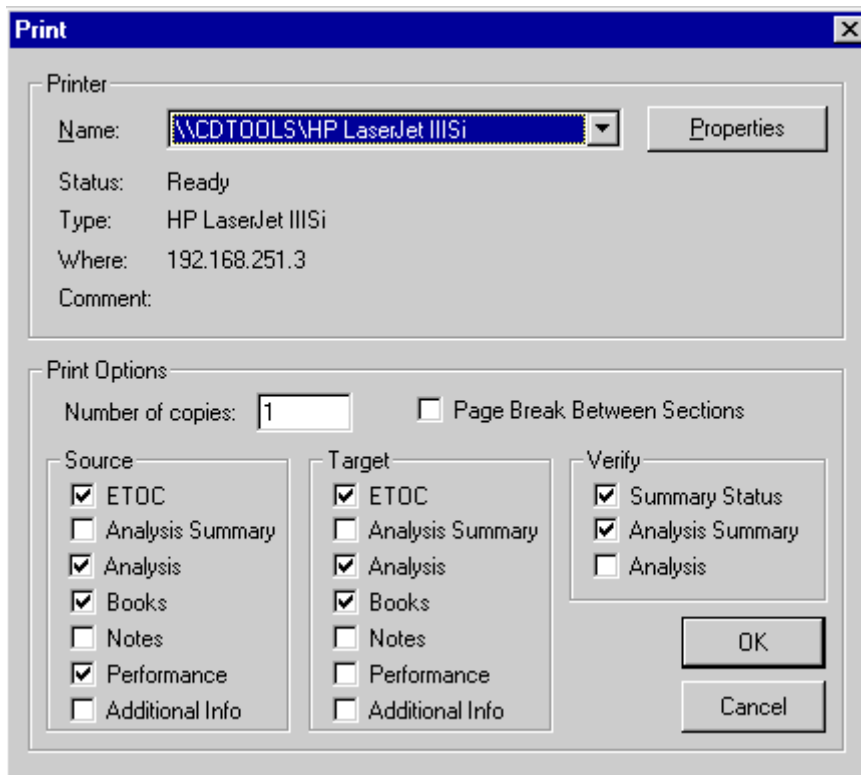 Print
Printer
Name: \\CDTOOLS\HP LaserJet IIISi Properties
Status: Ready
Type: HP LaserJet IIISi
Where: 192.168.251.3
Comment:
Print Options
Number of copies: 1 Page Break Between Sections
Source
ETOC
Analysis Summary
Analysis
Books
Notes
Performance
Additional Info
Target
ETOC
Analysis Summary
Analysis
Books
Notes
Performance
Additional Info
Verify
Summary Status
Analysis Summary
Analysis
OK
Cancel